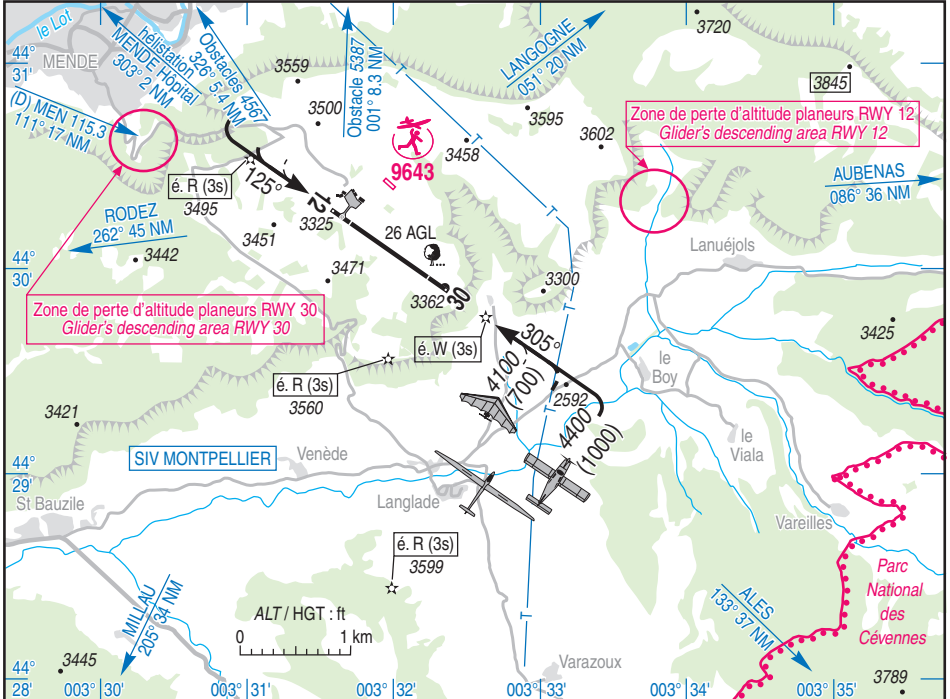 le Lot
MENDE
44°
31'
hélistation
MENDE Hôpital
303° 2 NM
Obstacles 4567
326° 5.4 NM
Obstacle 5387
001° 8.3 NM
LANGOGNE
051° 20 NM
3720
3845
3559
3500
3595
3602
3458
(D) MEN 115.3
111° 17 NM
Zone de perte d'altitude planeurs RWY 12
Glider's descending area RWY 12
9643
AUBENAS
086° 36 NM
é. R (3s)
3495
125°
12
3325
3451
26 AGL
RODEZ
262° 45 NM
3442
Lanuéjols
44°
30'
3471
3362
30
3300
Zone de perte d'altitude planeurs RWY 30
Glider's descending area RWY 30
3425
é. W (3s)
305°
4100
(700)
le
Boy
é. R (3s)
3560
2592
4400
(1000)
3421
le
Viala
SIV MONTPELLIER
Venède
44°
29'
St Bauzile
Langlade
Vareilles
é. R (3s)
3599
Parc
National
des
Cévennes
MILLAU
205° 34 NM
ALES
133° 37 NM
ALT / HGT : ft
0 1 km
3445
Varazoux
3789
44°
28'
003° 30'
003° 31'
003° 32'
003° 33'
003° 34'
003° 35'
T
T
T
T
T
T